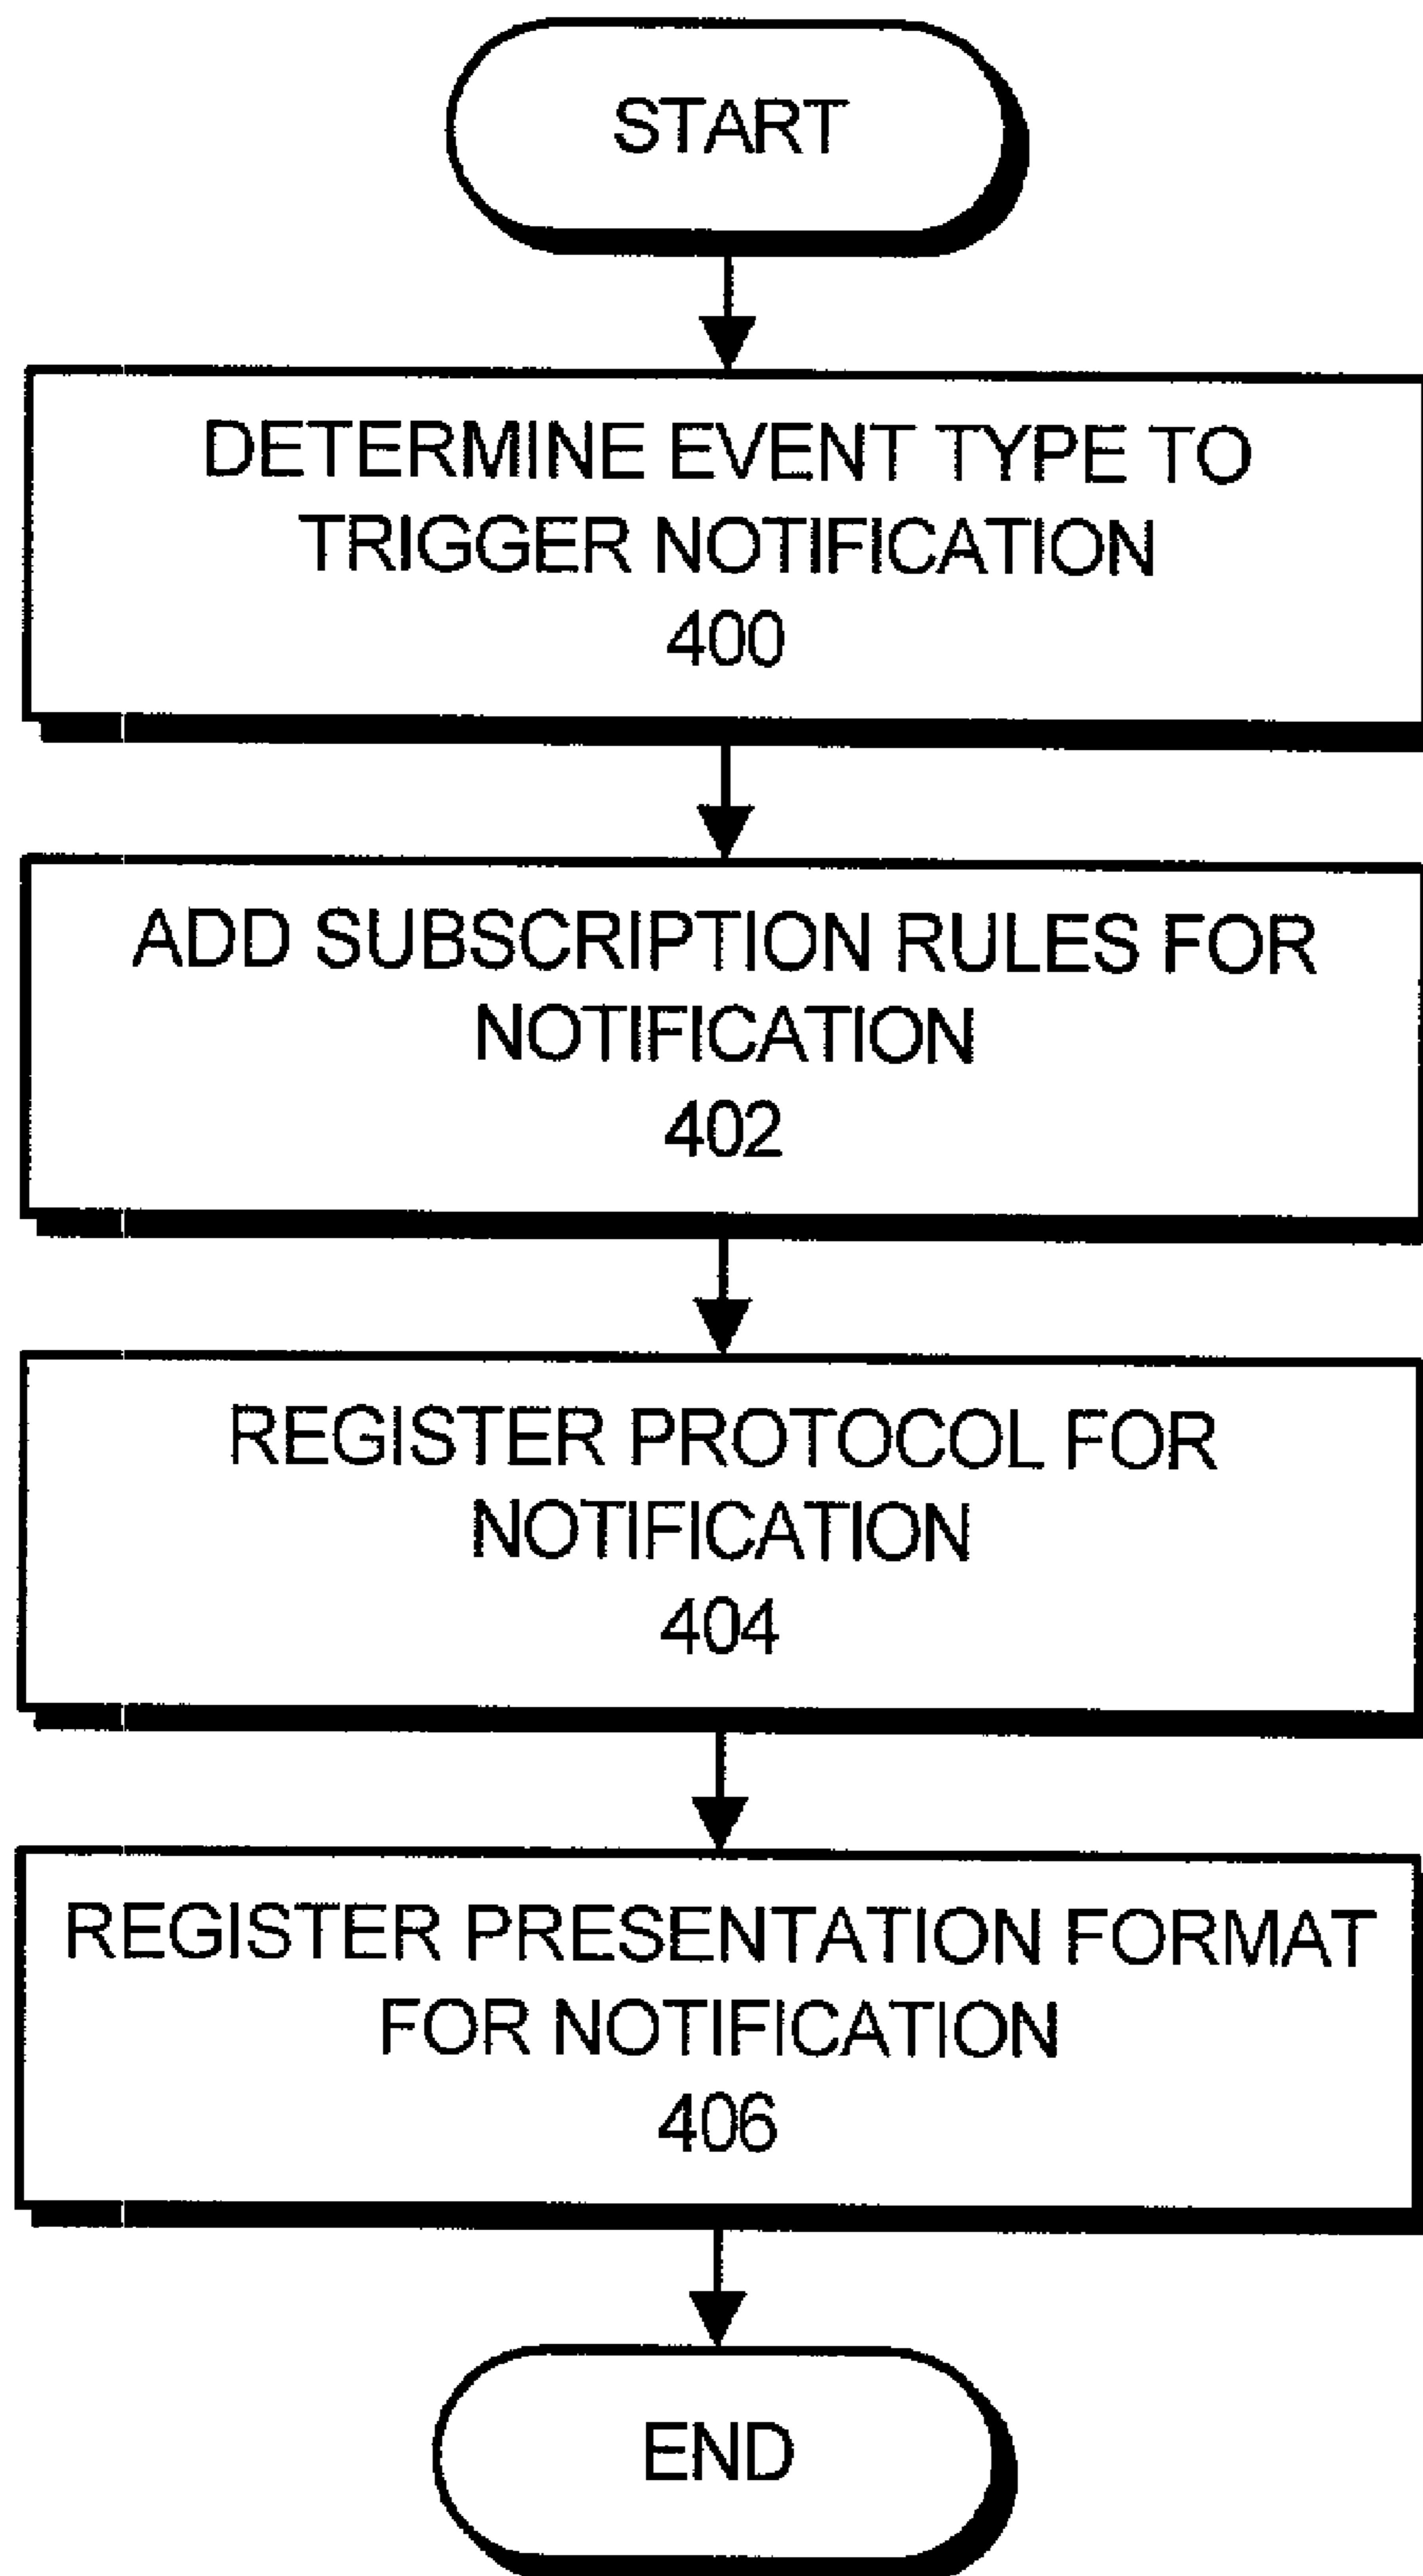 START
DETERMINE EVENT TYPE TO
TRIGGER NOTIFICATION
400
ADD SUBSCRIPTION RULES FOR
NOTIFICATION
402
REGISTER PROTOCOL FOR
NOTIFICATION
404
REGISTER PRESENTATION FORMAT
FOR NOTIFICATION
406
END